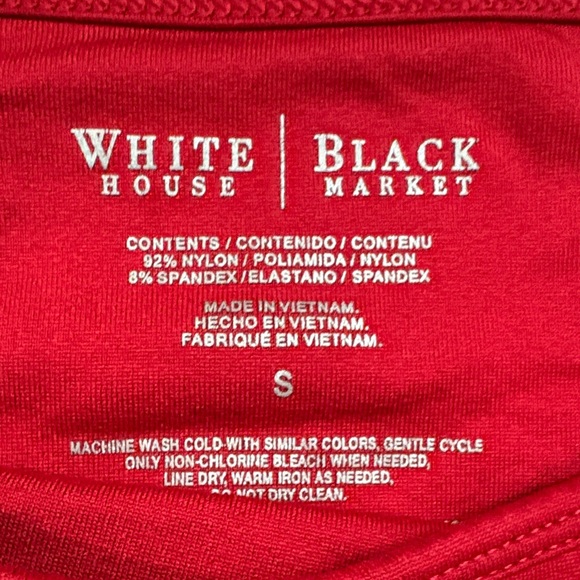 WHITE HOUSE | BLACK MARKET
CONTENTS / CONTENIDO / CONTENU
92% NYLON / POLIAMIDA / NYLON
8% SPANDEX / ELASTANO / SPANDEX
MADE IN VIETNAM.
HECHO EN VIETNAM.
FABRIQUÉ EN VIETNAM.
S
MACHINE WASH COLD WITH SIMILAR COLORS, GENTLE CYCLE
ONLY NON-CHLORINE BLEACH WHEN NEEDED,
LINE DRY, WARM IRON AS NEEDED,
DO NOT DRY CLEAN.